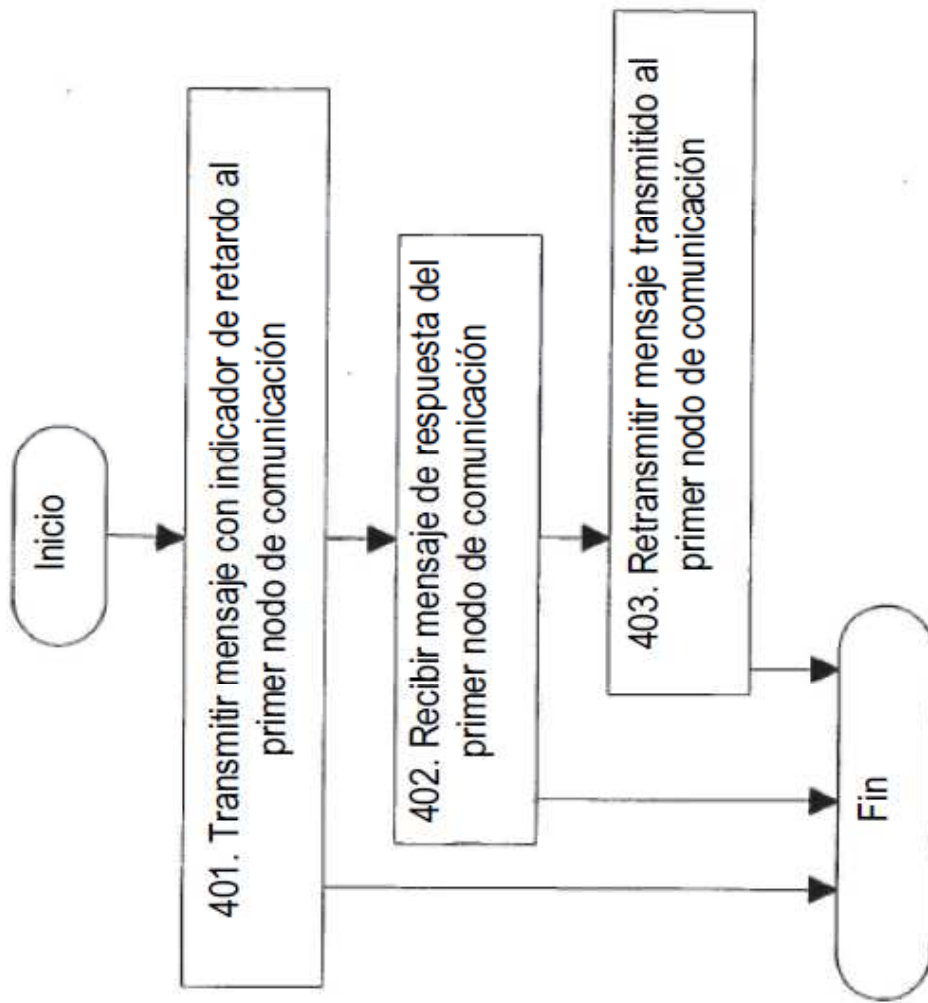 Inicio
401. Transmitir mensaje con indicador de retardo al
primer nodo de comunicación
402. Recibir mensaje de respuesta del
primer nodo de comunicación
403. Retransmitir mensaje transmitido al
primer nodo de comunicación
Fin